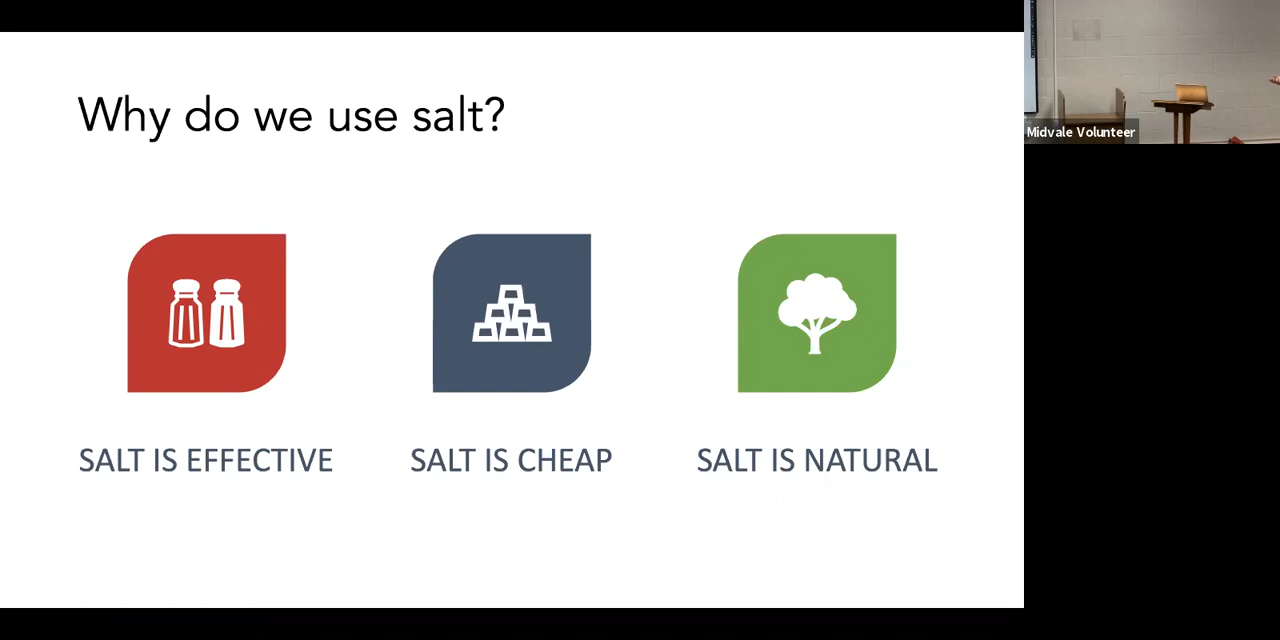 Why do we use salt?
SALT IS EFFECTIVE
SALT IS CHEAP
SALT IS NATURAL
Midvale Volunteer